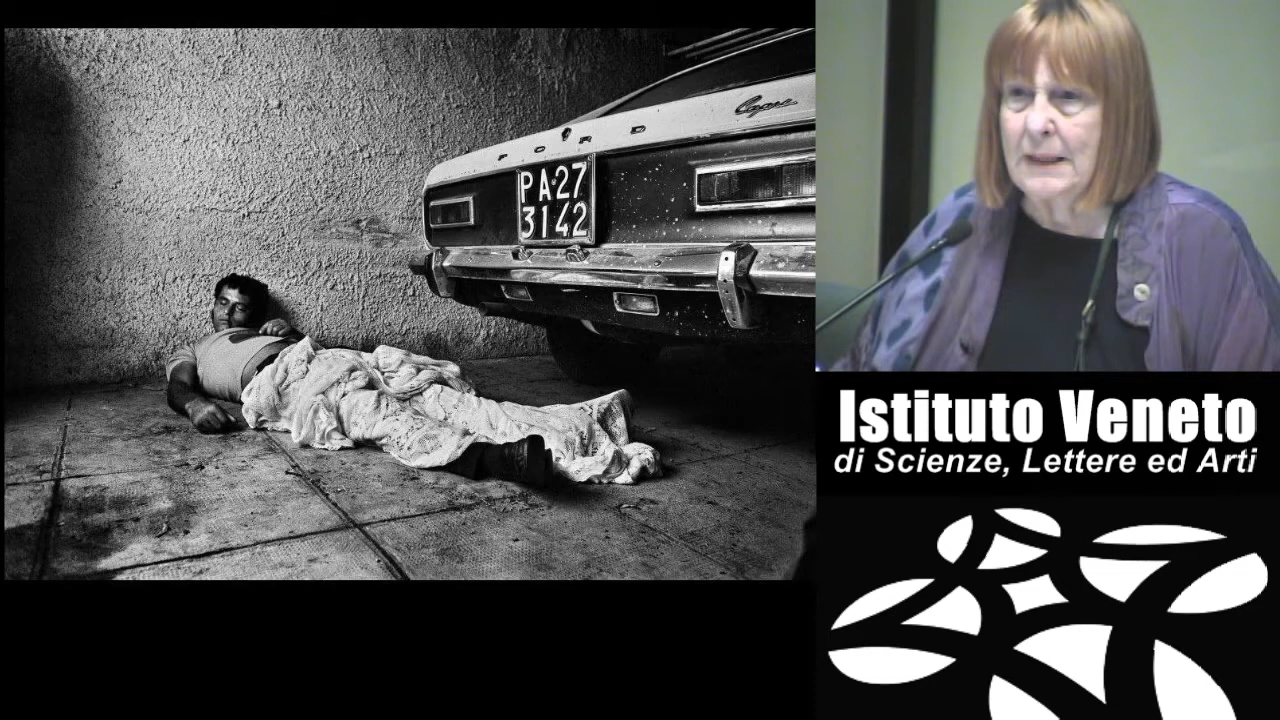 Capri
FORD
PA·27
3142
Istituto Veneto
di Scienze, Lettere ed Arti